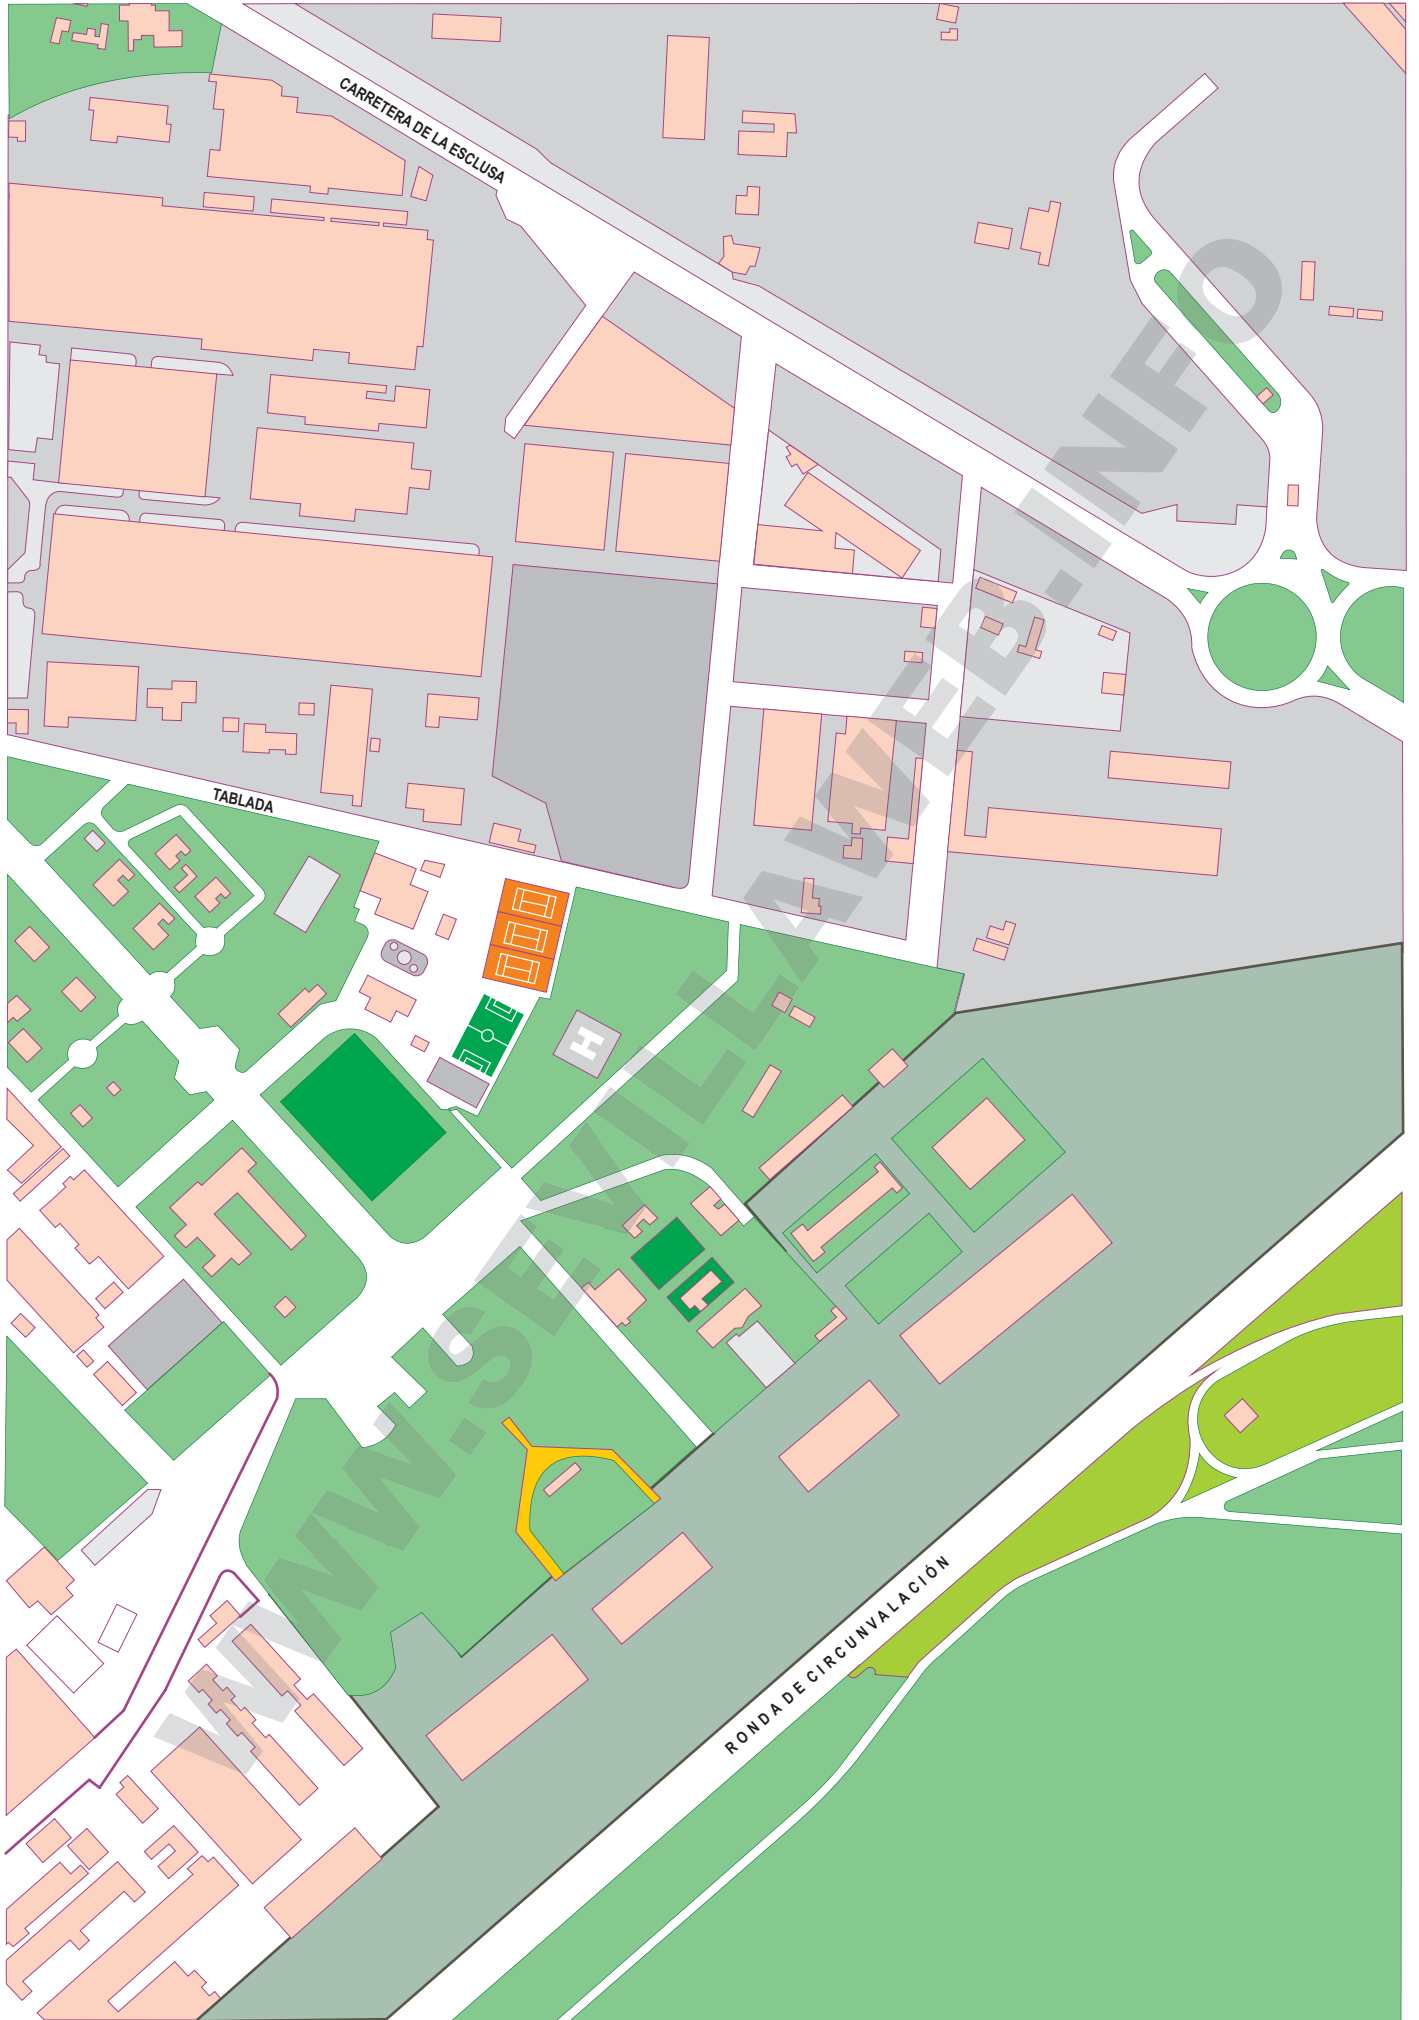 CARRETERA DE LA ESCLUSA
WWW.SEVILLAWEB.INFO
TABLADA
H
RONDA DE CIRCUNVALACIÓN